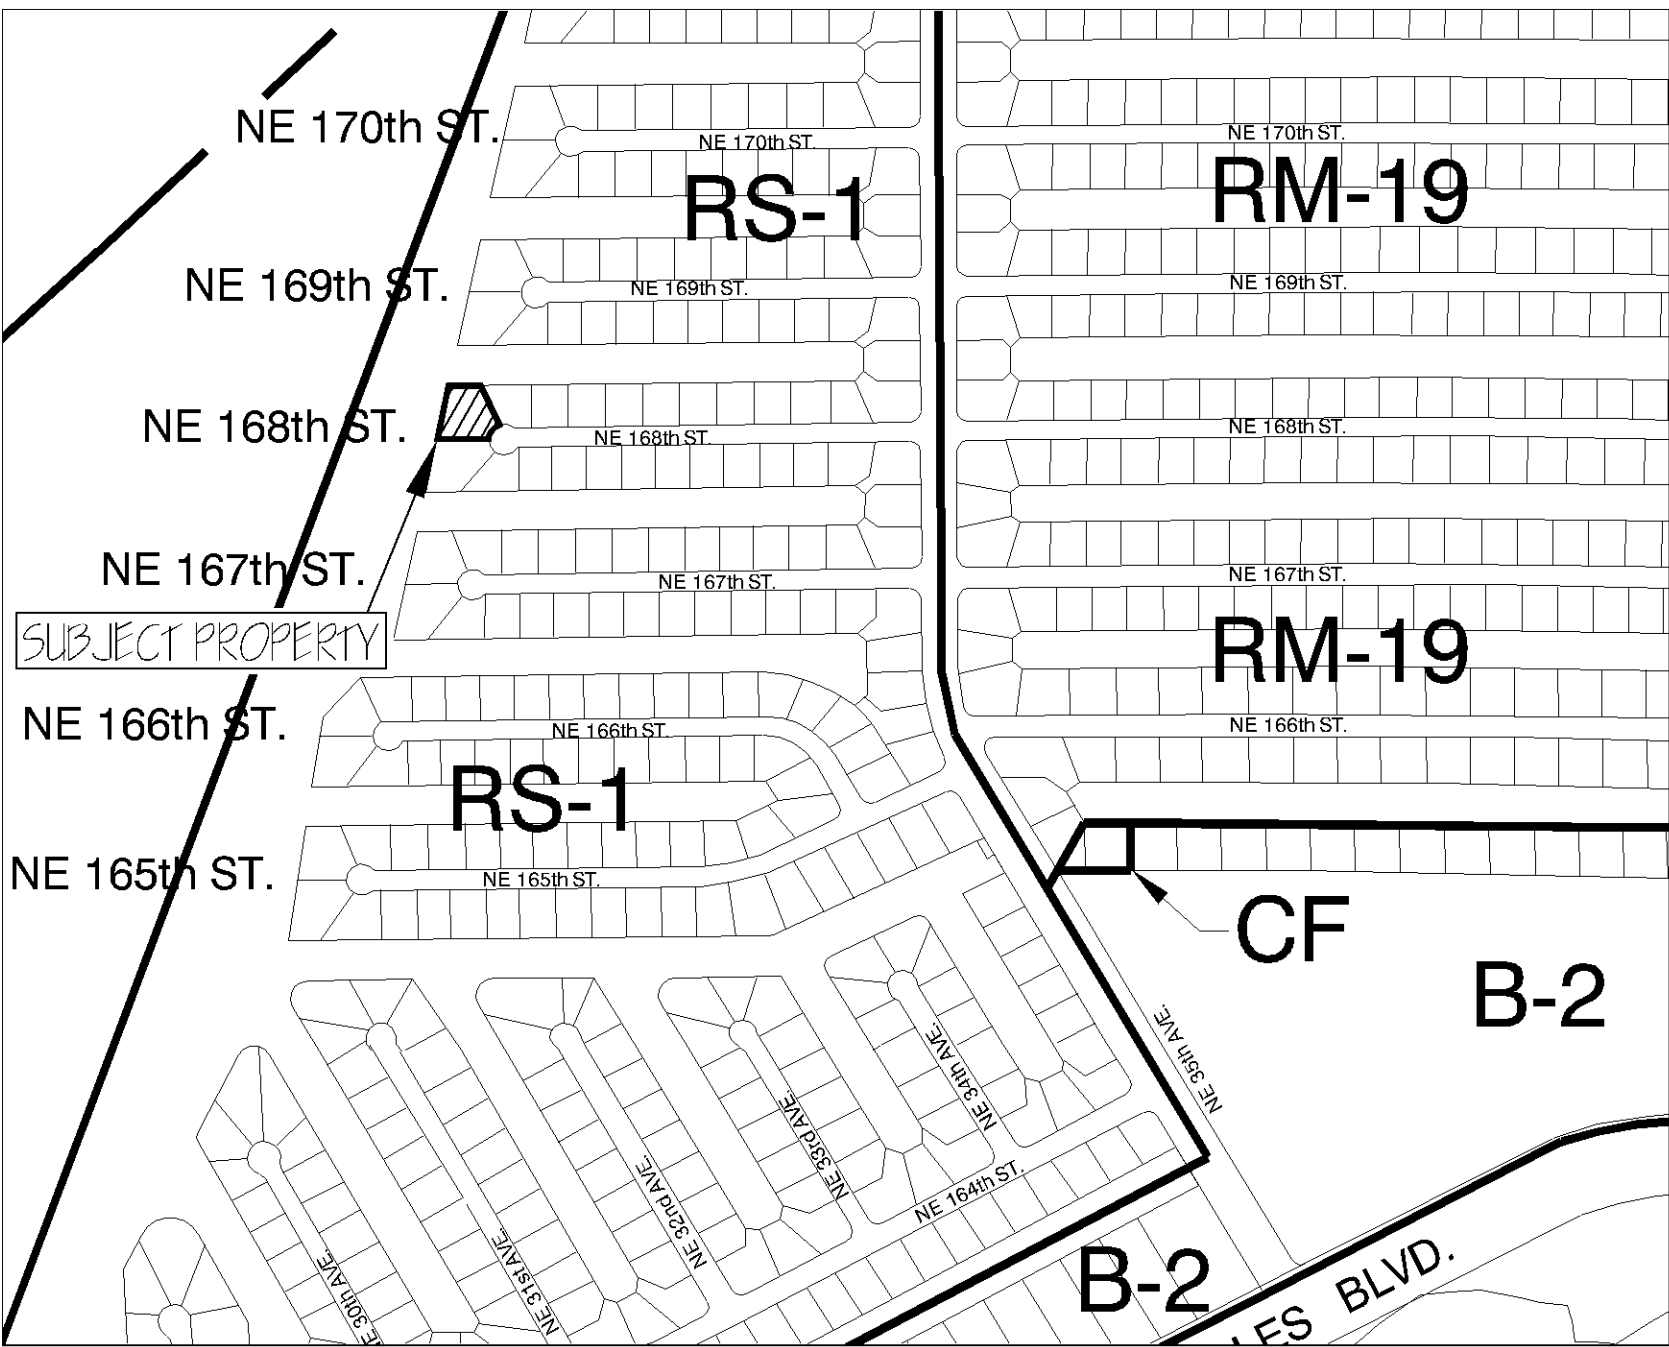 NE 170th ST.
NE 170th ST.
NE 170th ST.
RS-1
RM-19
NE 169th ST.
NE 169th ST.
NE 169th ST.
NE 168th ST.
NE 168th ST.
NE 168th ST.
NE 167th ST.
NE 167th ST.
NE 167th ST.
SUBJECT PROPERTY
RM-19
NE 166th ST.
NE 166th ST.
NE 166th ST.
RS-1
NE 165th ST.
NE 165th ST.
CF
B-2
NE 35th AVE.
NE 34th AVE.
NE 33rd AVE.
NE 164th ST.
NE 32nd AVE.
NE 31st AVE.
NE 30th AVE.
B-2
LES BLVD.